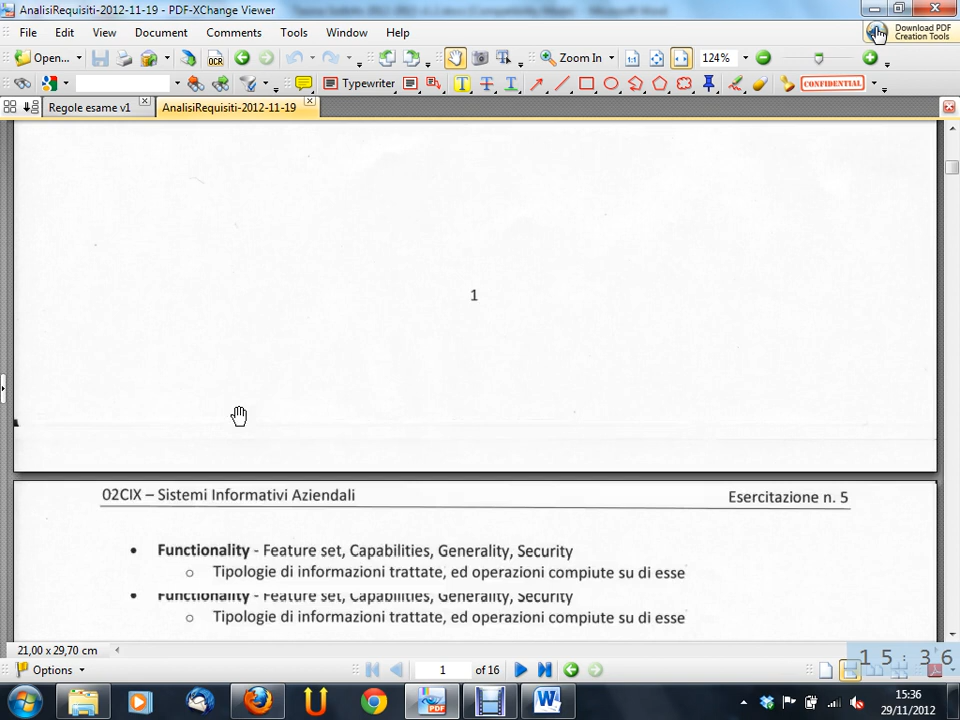 AnalisiRequisiti-2012-11-19 - PDF-XChange Viewer
File Edit View Document Comments Tools Window Help
Download PDF
Creation Tools
Open... OCR Zoom In 124%
Typewriter CONFIDENTIAL
Regole esame v1 AnalisiRequisiti-2012-11-19
1
02CIX – Sistemi Informativi Aziendali Esercitazione n. 5
• Functionality - Feature set, Capabilities, Generality, Security
o Tipologie di informazioni trattate, ed operazioni compiute su di esse
• Functionality - Feature set, Capabilities, Generality, Security
o Tipologie di informazioni trattate, ed operazioni compiute su di esse
21,00 x 29,70 cm
15:36
Options 1 of 16
15:36
29/11/2012